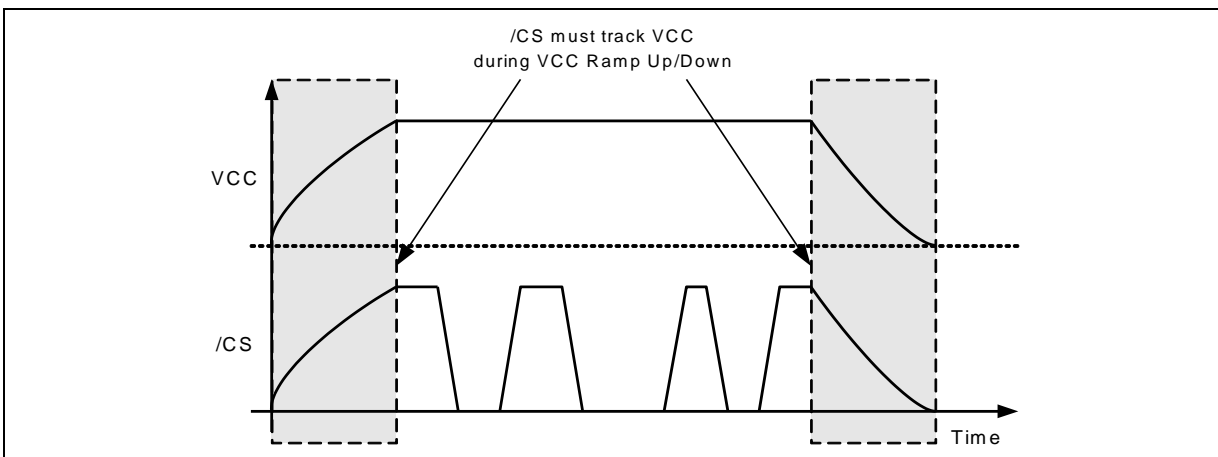 /CS must track VCC
during VCC Ramp Up/Down
VCC
/CS
Time